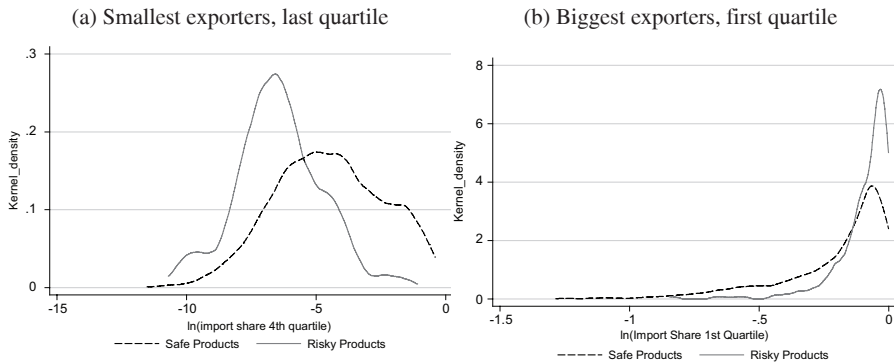 (a) Smallest exporters, last quartile
.3
.2
.1
0
Kernel_density
-15
-10
-5
0
ln(import share 4th quartile)
Safe Products
Risky Products
(b) Biggest exporters, first quartile
8
6
4
2
0
Kernel_density
-1.5
-1
-.5
0
ln(Import Share 1st Quartile)
Safe Products
Risky Products